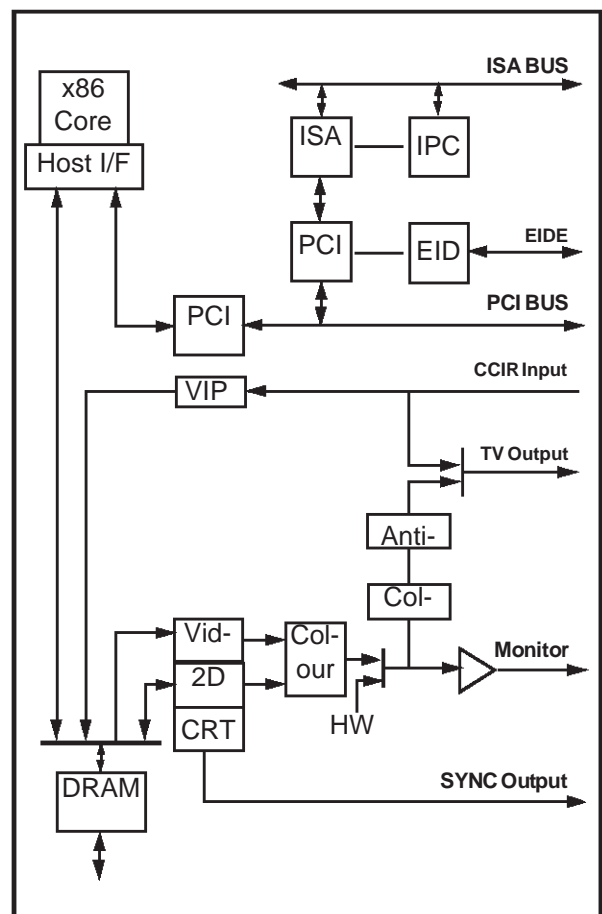 ISA BUS
x86
Core
Host I/F
ISA
IPC
PCI
EID
EIDE
PCI
PCI BUS
CCIR Input
VIP
TV Output
Anti-
Col-
Vid-
Col-
our
Monitor
2D
HW
CRT
SYNC Output
DRAM